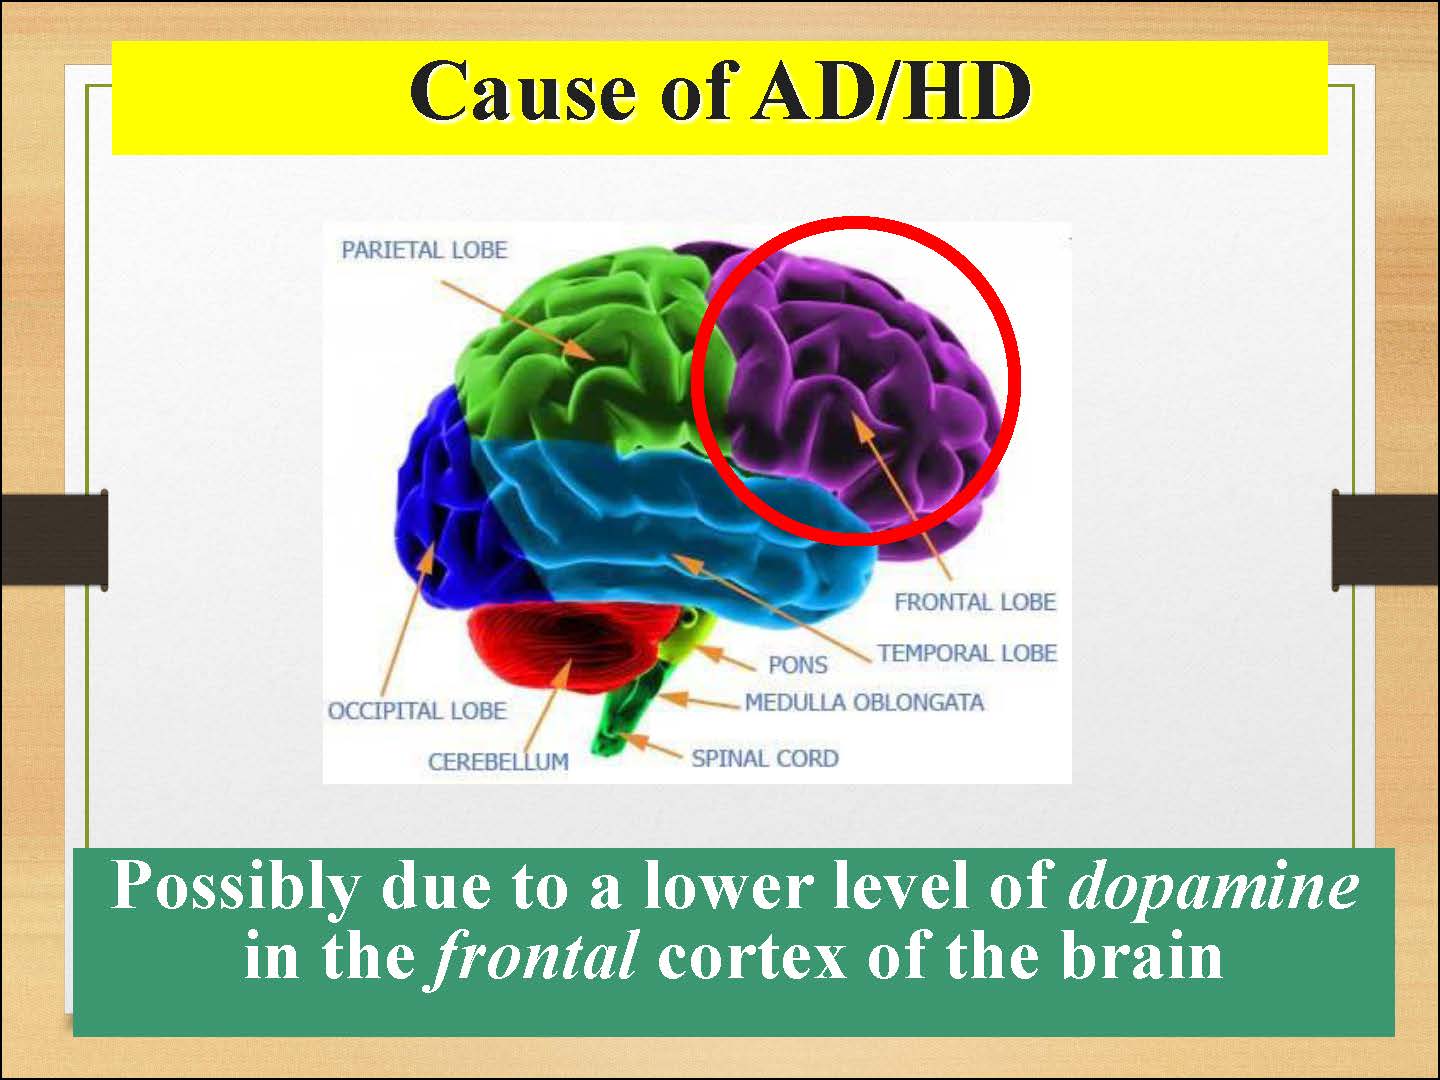 Cause of AD/HD
PARIETAL LOBE
FRONTAL LOBE
TEMPORAL LOBE
PONS
MEDULLA OBLONGATA
OCCIPITAL LOBE
CEREBELLUM
SPINAL CORD
Possibly due to a lower level of dopamine
in the frontal cortex of the brain